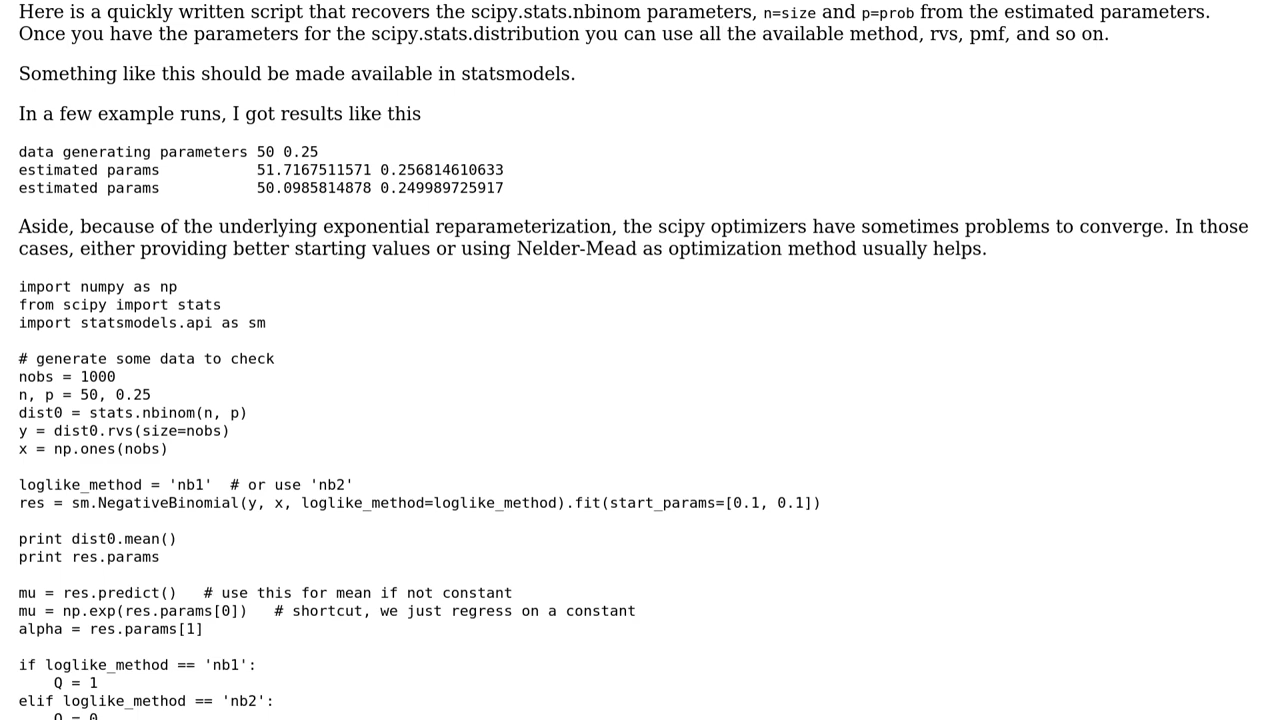 Here is a quickly written script that recovers the scipy.stats.nbinom parameters, n=size and p=prob from the estimated parameters.
Once you have the parameters for the scipy.stats.distribution you can use all the available method, rvs, pmf, and so on.
Something like this should be made available in statsmodels.
In a few example runs, I got results like this
data generating parameters 50 0.25
estimated params           51.7167511571 0.256814610633
estimated params           50.0985814878 0.249989725917
Aside, because of the underlying exponential reparameterization, the scipy optimizers have sometimes problems to converge. In those
cases, either providing better starting values or using Nelder-Mead as optimization method usually helps.
import numpy as np
from scipy import stats
import statsmodels.api as sm
# generate some data to check
nobs = 1000
n, p = 50, 0.25
dist0 = stats.nbinom(n, p)
y = dist0.rvs(size=nobs)
x = np.ones(nobs)
loglike_method = 'nb1'  # or use 'nb2'
res = sm.NegativeBinomial(y, x, loglike_method=loglike_method).fit(start_params=[0.1, 0.1])
print dist0.mean()
print res.params
mu = res.predict()   # use this for mean if not constant
mu = np.exp(res.params[0])   # shortcut, we just regress on a constant
alpha = res.params[1]
if loglike_method == 'nb1':
    Q = 1
elif loglike_method == 'nb2':
    Q = 0